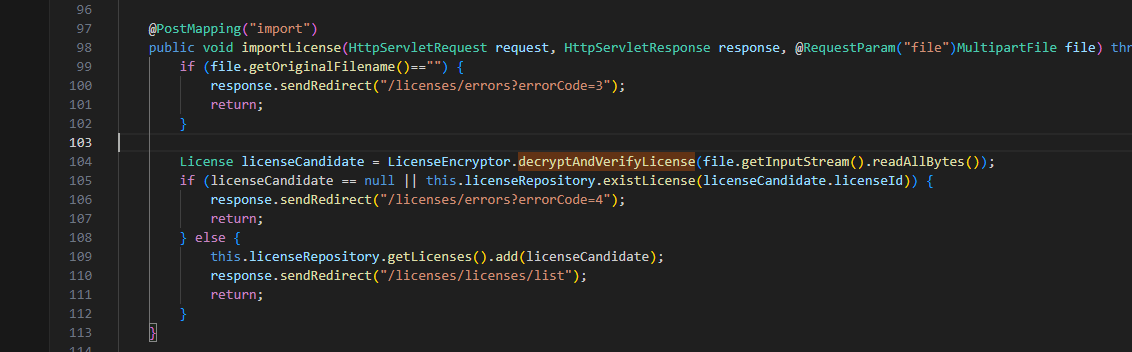 96
97 @PostMapping("import")
98 public void importLicense(HttpServletRequest request, HttpServletResponse response, @RequestParam("file")MultipartFile file) thr
99 if (file.getOriginalFilename()=="") {
100 response.sendRedirect("/licenses/errors?errorCode=3");
101 return;
102 }
103
104 License licenseCandidate = LicenseEncryptor.decryptAndVerifyLicense(file.getInputStream().readAllBytes());
105 if (licenseCandidate == null || this.licenseRepository.existLicense(licenseCandidate.licenseId)) {
106 response.sendRedirect("/licenses/errors?errorCode=4");
107 return;
108 } else {
109 this.licenseRepository.getLicenses().add(licenseCandidate);
110 response.sendRedirect("/licenses/licenses/list");
111 return;
112 }
113 }
114